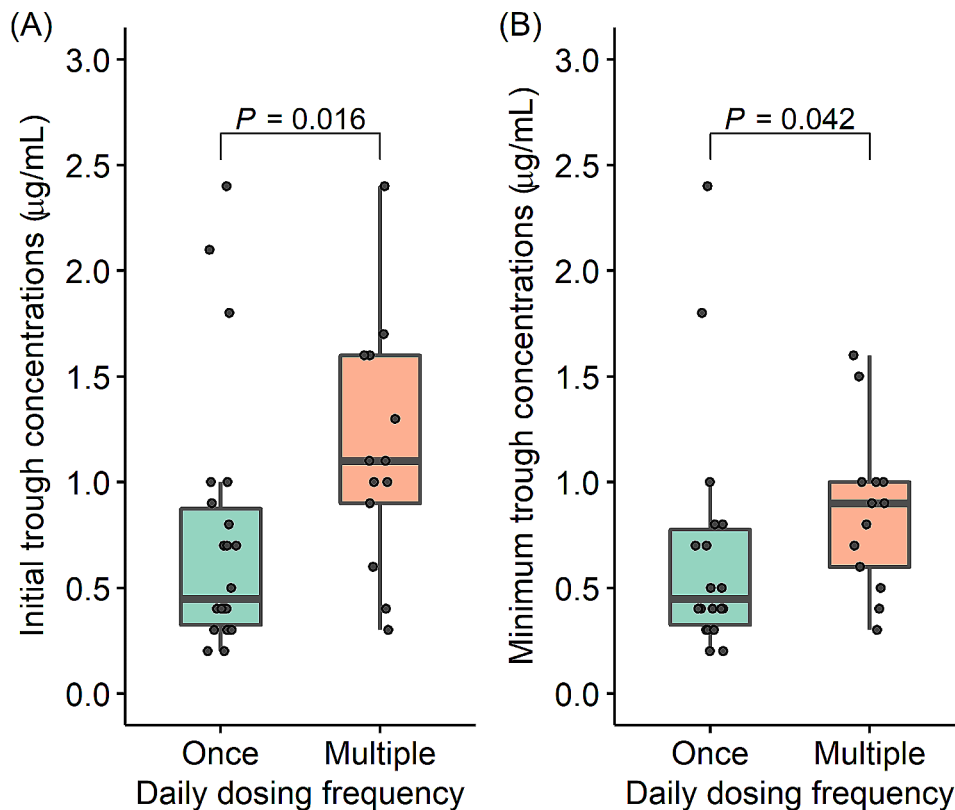 (A)
Initial trough concentrations (μg/mL)
3.0
2.5
2.0
1.5
1.0
0.5
0.0
P = 0.016
Once Multiple
Daily dosing frequency
(B)
Minimum trough concentrations (μg/mL)
3.0
2.5
2.0
1.5
1.0
0.5
0.0
P = 0.042
Once Multiple
Daily dosing frequency